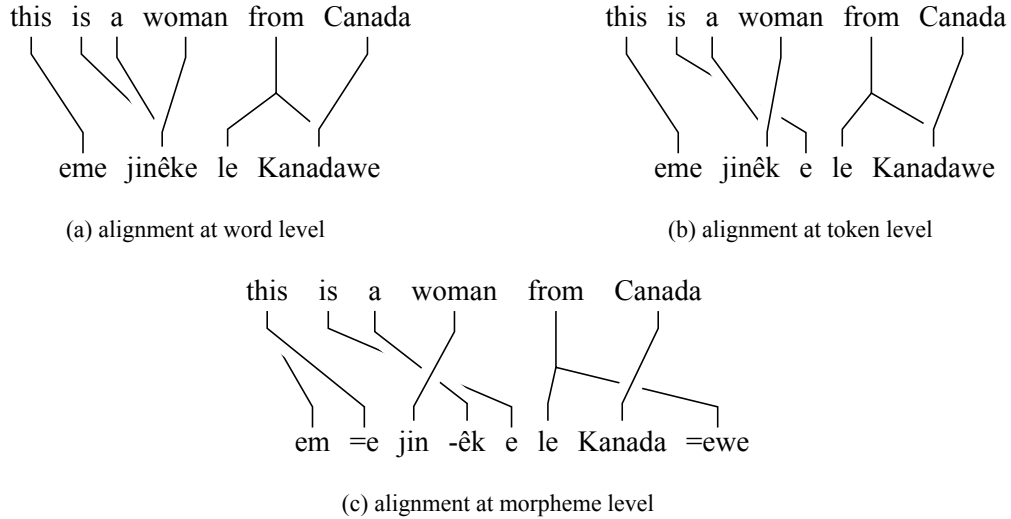 this is a woman from Canada
eme jinêke le Kanadawe
(a) alignment at word level
this is a woman from Canada
eme jinêk e le Kanadawe
(b) alignment at token level
this is a woman from Canada
em =e jin -êk e le Kanada =ewe
(c) alignment at morpheme level